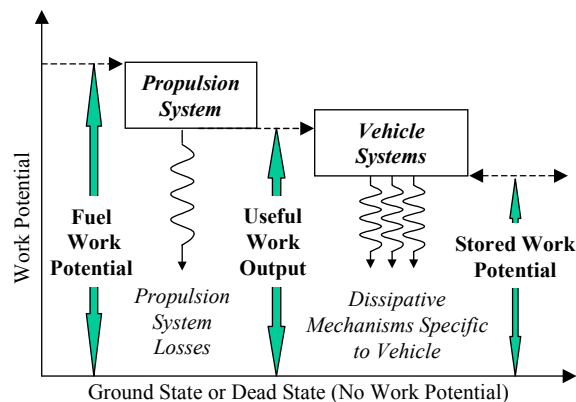 Work Potential
Propulsion
System
Vehicle
Systems
Fuel
Work
Potential
Useful
Work
Output
Stored Work
Potential
Propulsion
System
Losses
Dissipative
Mechanisms Specific
to Vehicle
Ground State or Dead State (No Work Potential)